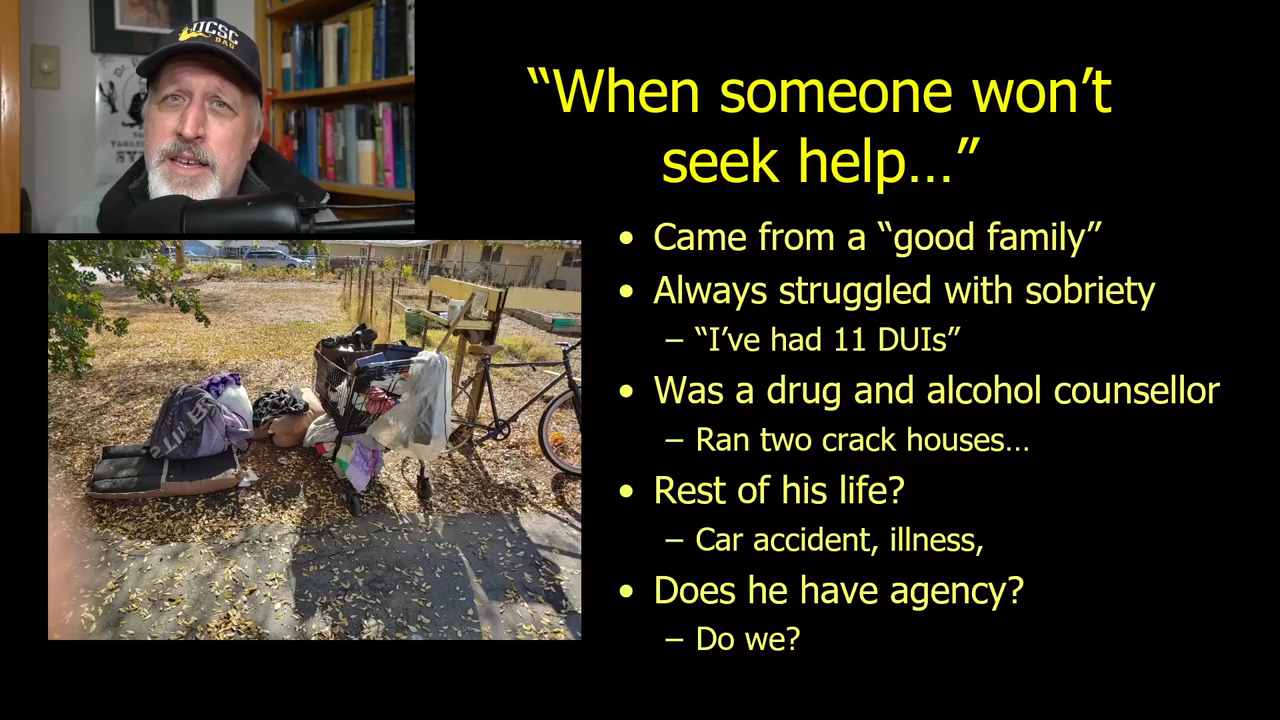 UCSC
DAD
“When someone won’t
seek help…”
• Came from a “good family”
• Always struggled with sobriety
– “I’ve had 11 DUIs”
• Was a drug and alcohol counsellor
– Ran two crack houses…
• Rest of his life?
– Car accident, illness,
• Does he have agency?
– Do we?